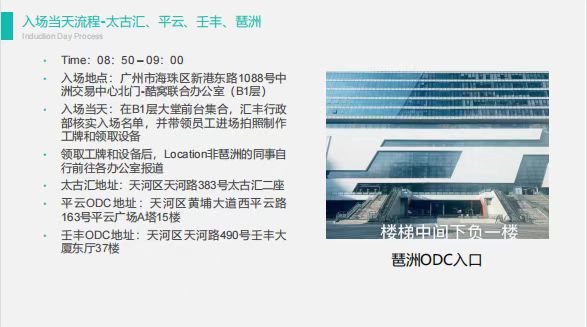 入场当天流程-太古汇、平云、壬丰、琶洲
Induction Day Process
• Time：08：50 – 09：00
• 入场地点：广州市海珠区新港东路1088号中
洲交易中心北门-酷窝联合办公室（B1层）
• 入场当天：在B1层大堂前台集合，汇丰行政
部核实入场名单，并带领员工进场拍照制作
工牌和领取设备
• 领取工牌和设备后，Location非琶洲的同事自
行前往各办公室报道
• 太古汇地址：天河区天河路383号太古汇二座
• 平云ODC地址：天河区黄埔大道西平云路
163号平云广场A塔15楼
• 壬丰ODC地址：天河区天河路490号壬丰大
厦东厅37楼
楼梯中间下负一楼
琶洲ODC入口